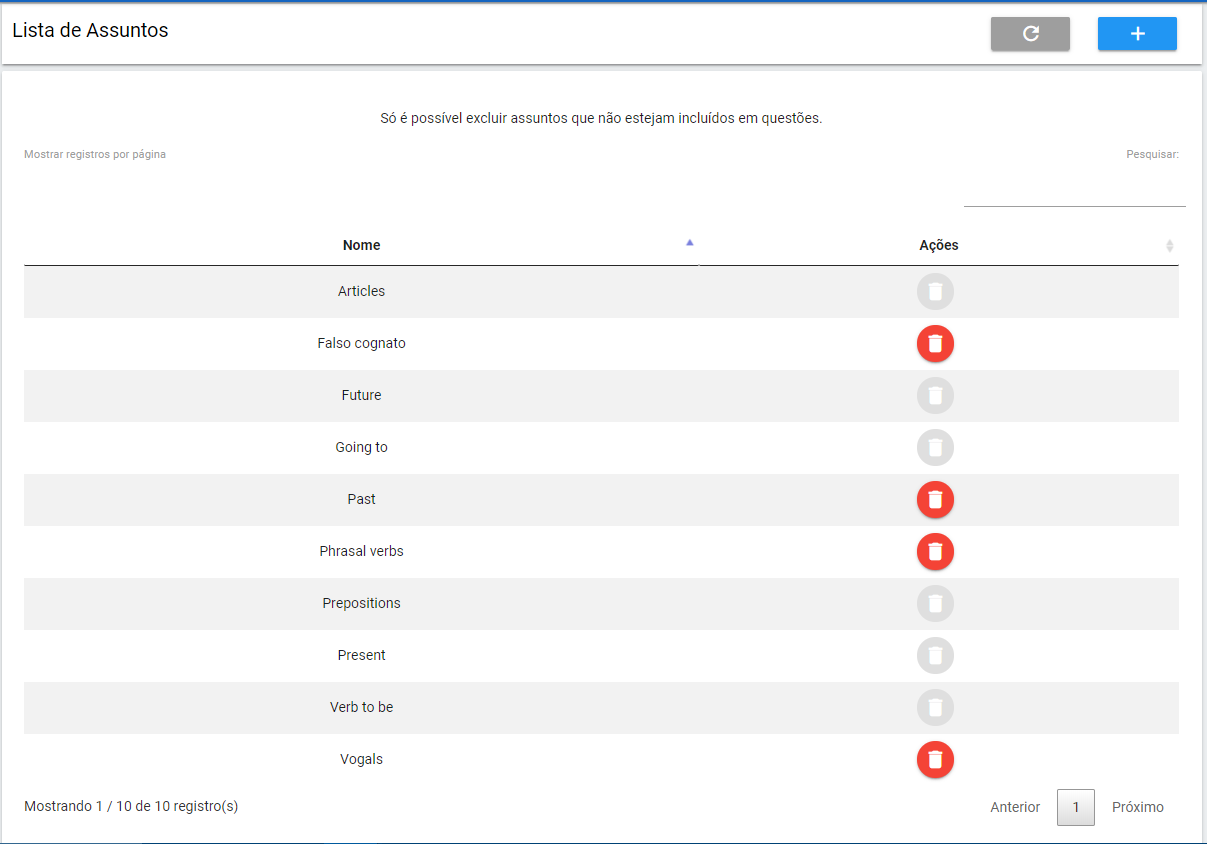 Lista de Assuntos
Só é possível excluir assuntos que não estejam incluídos em questões.
Mostrar registros por página
Pesquisar:
Nome Ações
Articles
Falso cognato
Future
Going to
Past
Phrasal verbs
Prepositions
Present
Verb to be
Vogals
Mostrando 1 / 10 de 10 registro(s)
Anterior 1 Próximo